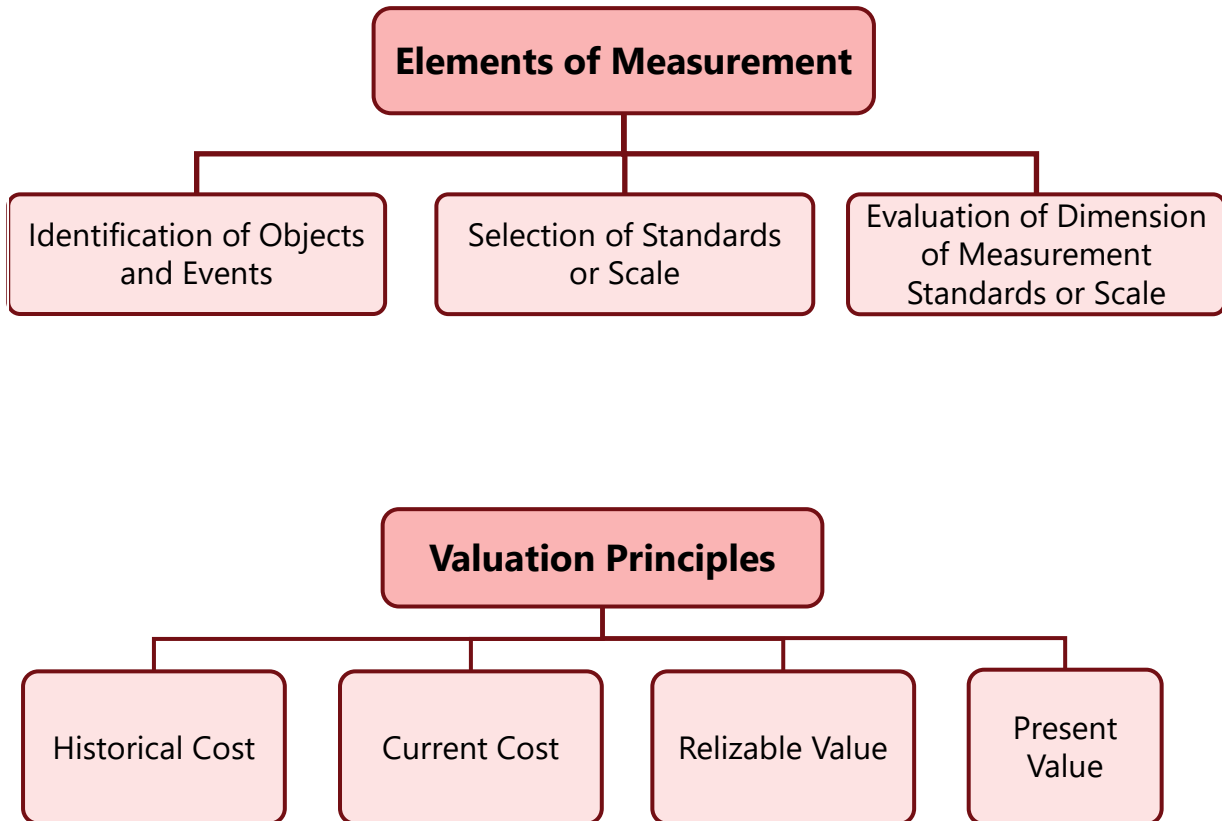 Elements of Measurement
Identification of Objects
and Events
Selection of Standards
or Scale
Evaluation of Dimension
of Measurement
Standards or Scale
Valuation Principles
Historical Cost
Current Cost
Relizable Value
Present
Value